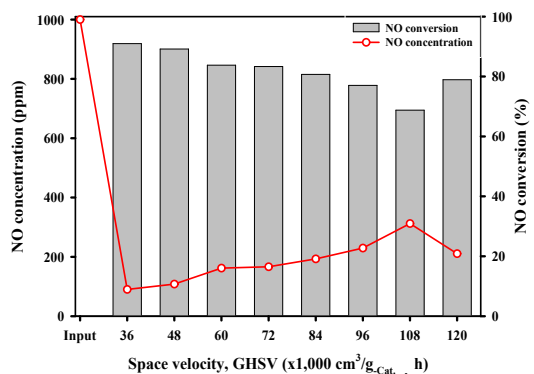 NO conversion
NO concentration
1000
800
600
400
200
0
NO concentration (ppm)
100
80
60
40
20
0
NO conversion (%)
Input 36 48 60 72 84 96 108 120
Space velocity, GHSV (x1,000 cm³/g-Cat. h)